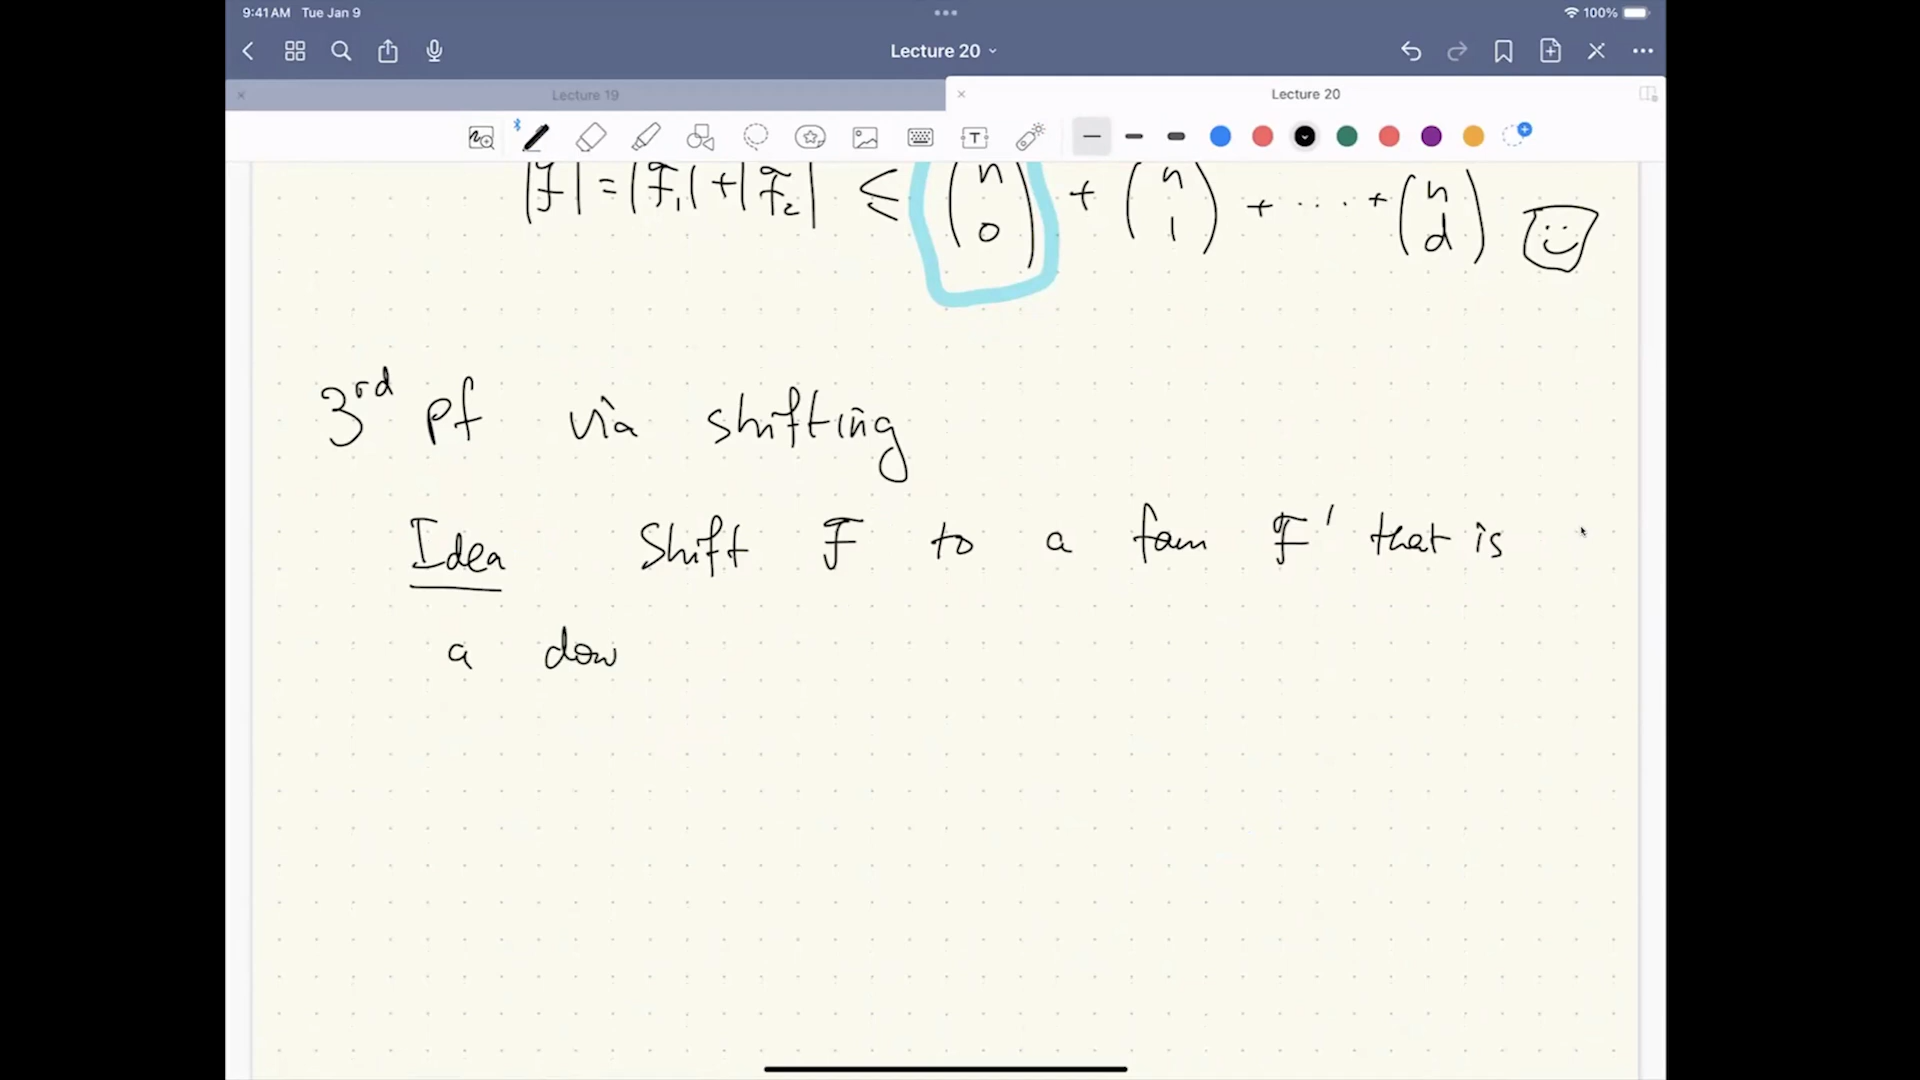 9:41 AM Tue Jan 9
100%
Lecture 20
Lecture 19
Lecture 20
|F| = |F₁| + |F₂| ≤ (n 0) + (n 1) + ···· + (n d)
3rd pf via shifting
Idea Shift F to a fam F' that is
a dow